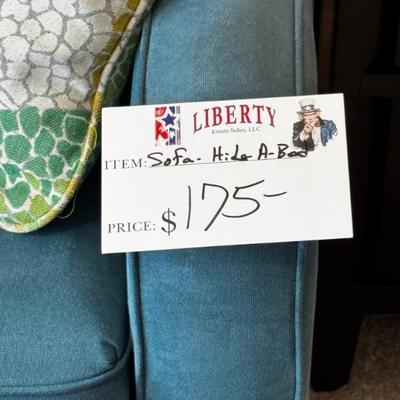 LIBERTY
Estate Sales, LLC
ITEM: Sofa - Hide A-Bed
PRICE: $175-